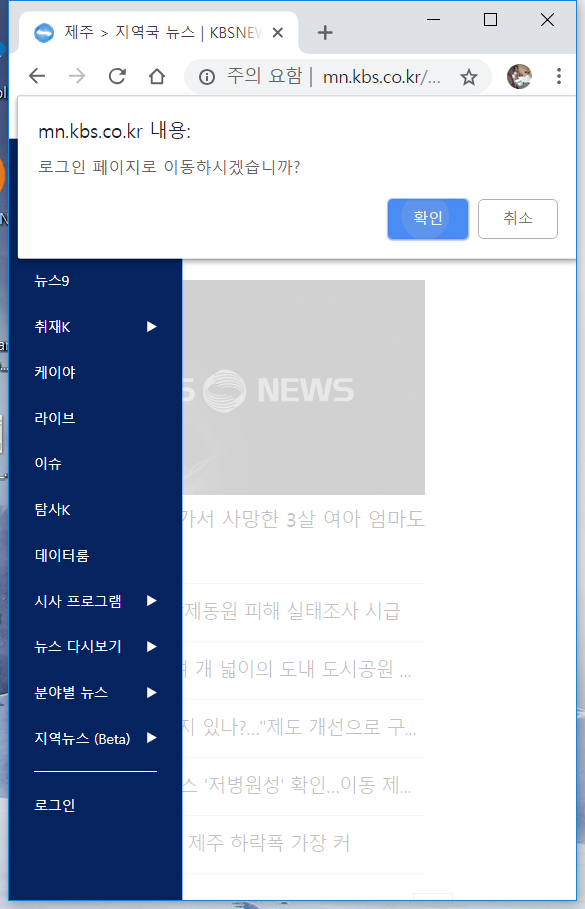 제주 > 지역국 뉴스 | KBSNEW
주의 요함 | mn.kbs.co.kr/...
mn.kbs.co.kr 내용:
로그인 페이지로 이동하시겠습니까?
확인
취소
뉴스9
취재K
케이야
라이브
이슈
탐사K
데이터룸
시사 프로그램
뉴스 다시보기
분야별 뉴스
지역뉴스 (Beta)
로그인
S NEWS
가서 사망한 3살 여아 엄마도
제동원 피해 실태조사 시급
개 넓이의 도내 도시공원 ...
지 있나?..."제도 개선으로 구...
스 '저병원성' 확인...이동 제...
제주 하락폭 가장 커